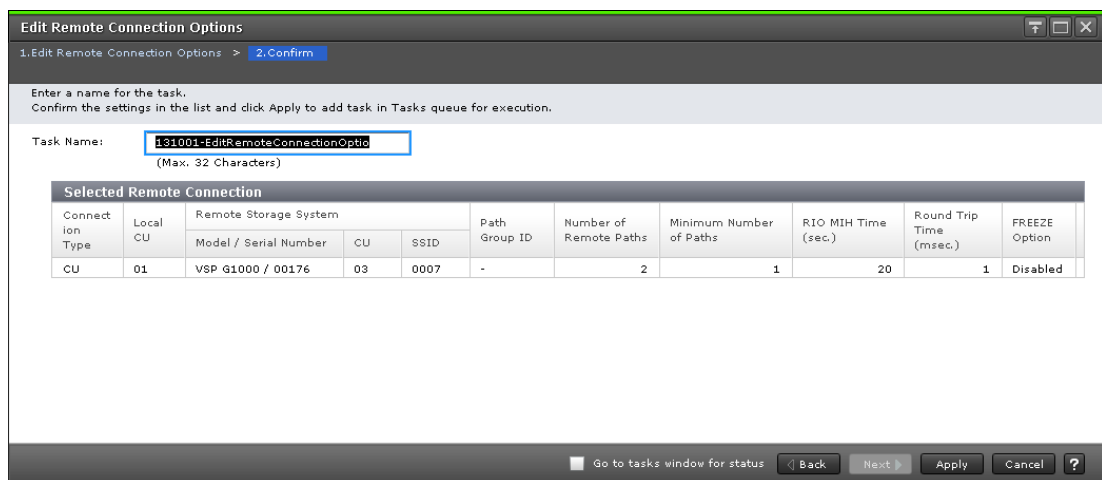 Edit Remote Connection Options
1.Edit Remote Connection Options > 2.Confirm
Enter a name for the task.
Confirm the settings in the list and click Apply to add task in Tasks queue for execution.
Task Name: 131001-EditRemoteConnectionOptio
(Max. 32 Characters)
Selected Remote Connection
Connect
ion
Type
Local
CU
Remote Storage System
Model / Serial Number CU SSID
Path
Group ID
Number of
Remote Paths
Minimum Number
of Paths
RIO MIH Time
(sec.)
Round Trip
Time
(msec.)
FREEZE
Option
CU 01 VSP G1000 / 00176 03 0007 - 2 1 20 1 Disabled
Go to tasks window for status Back Next Apply Cancel ?